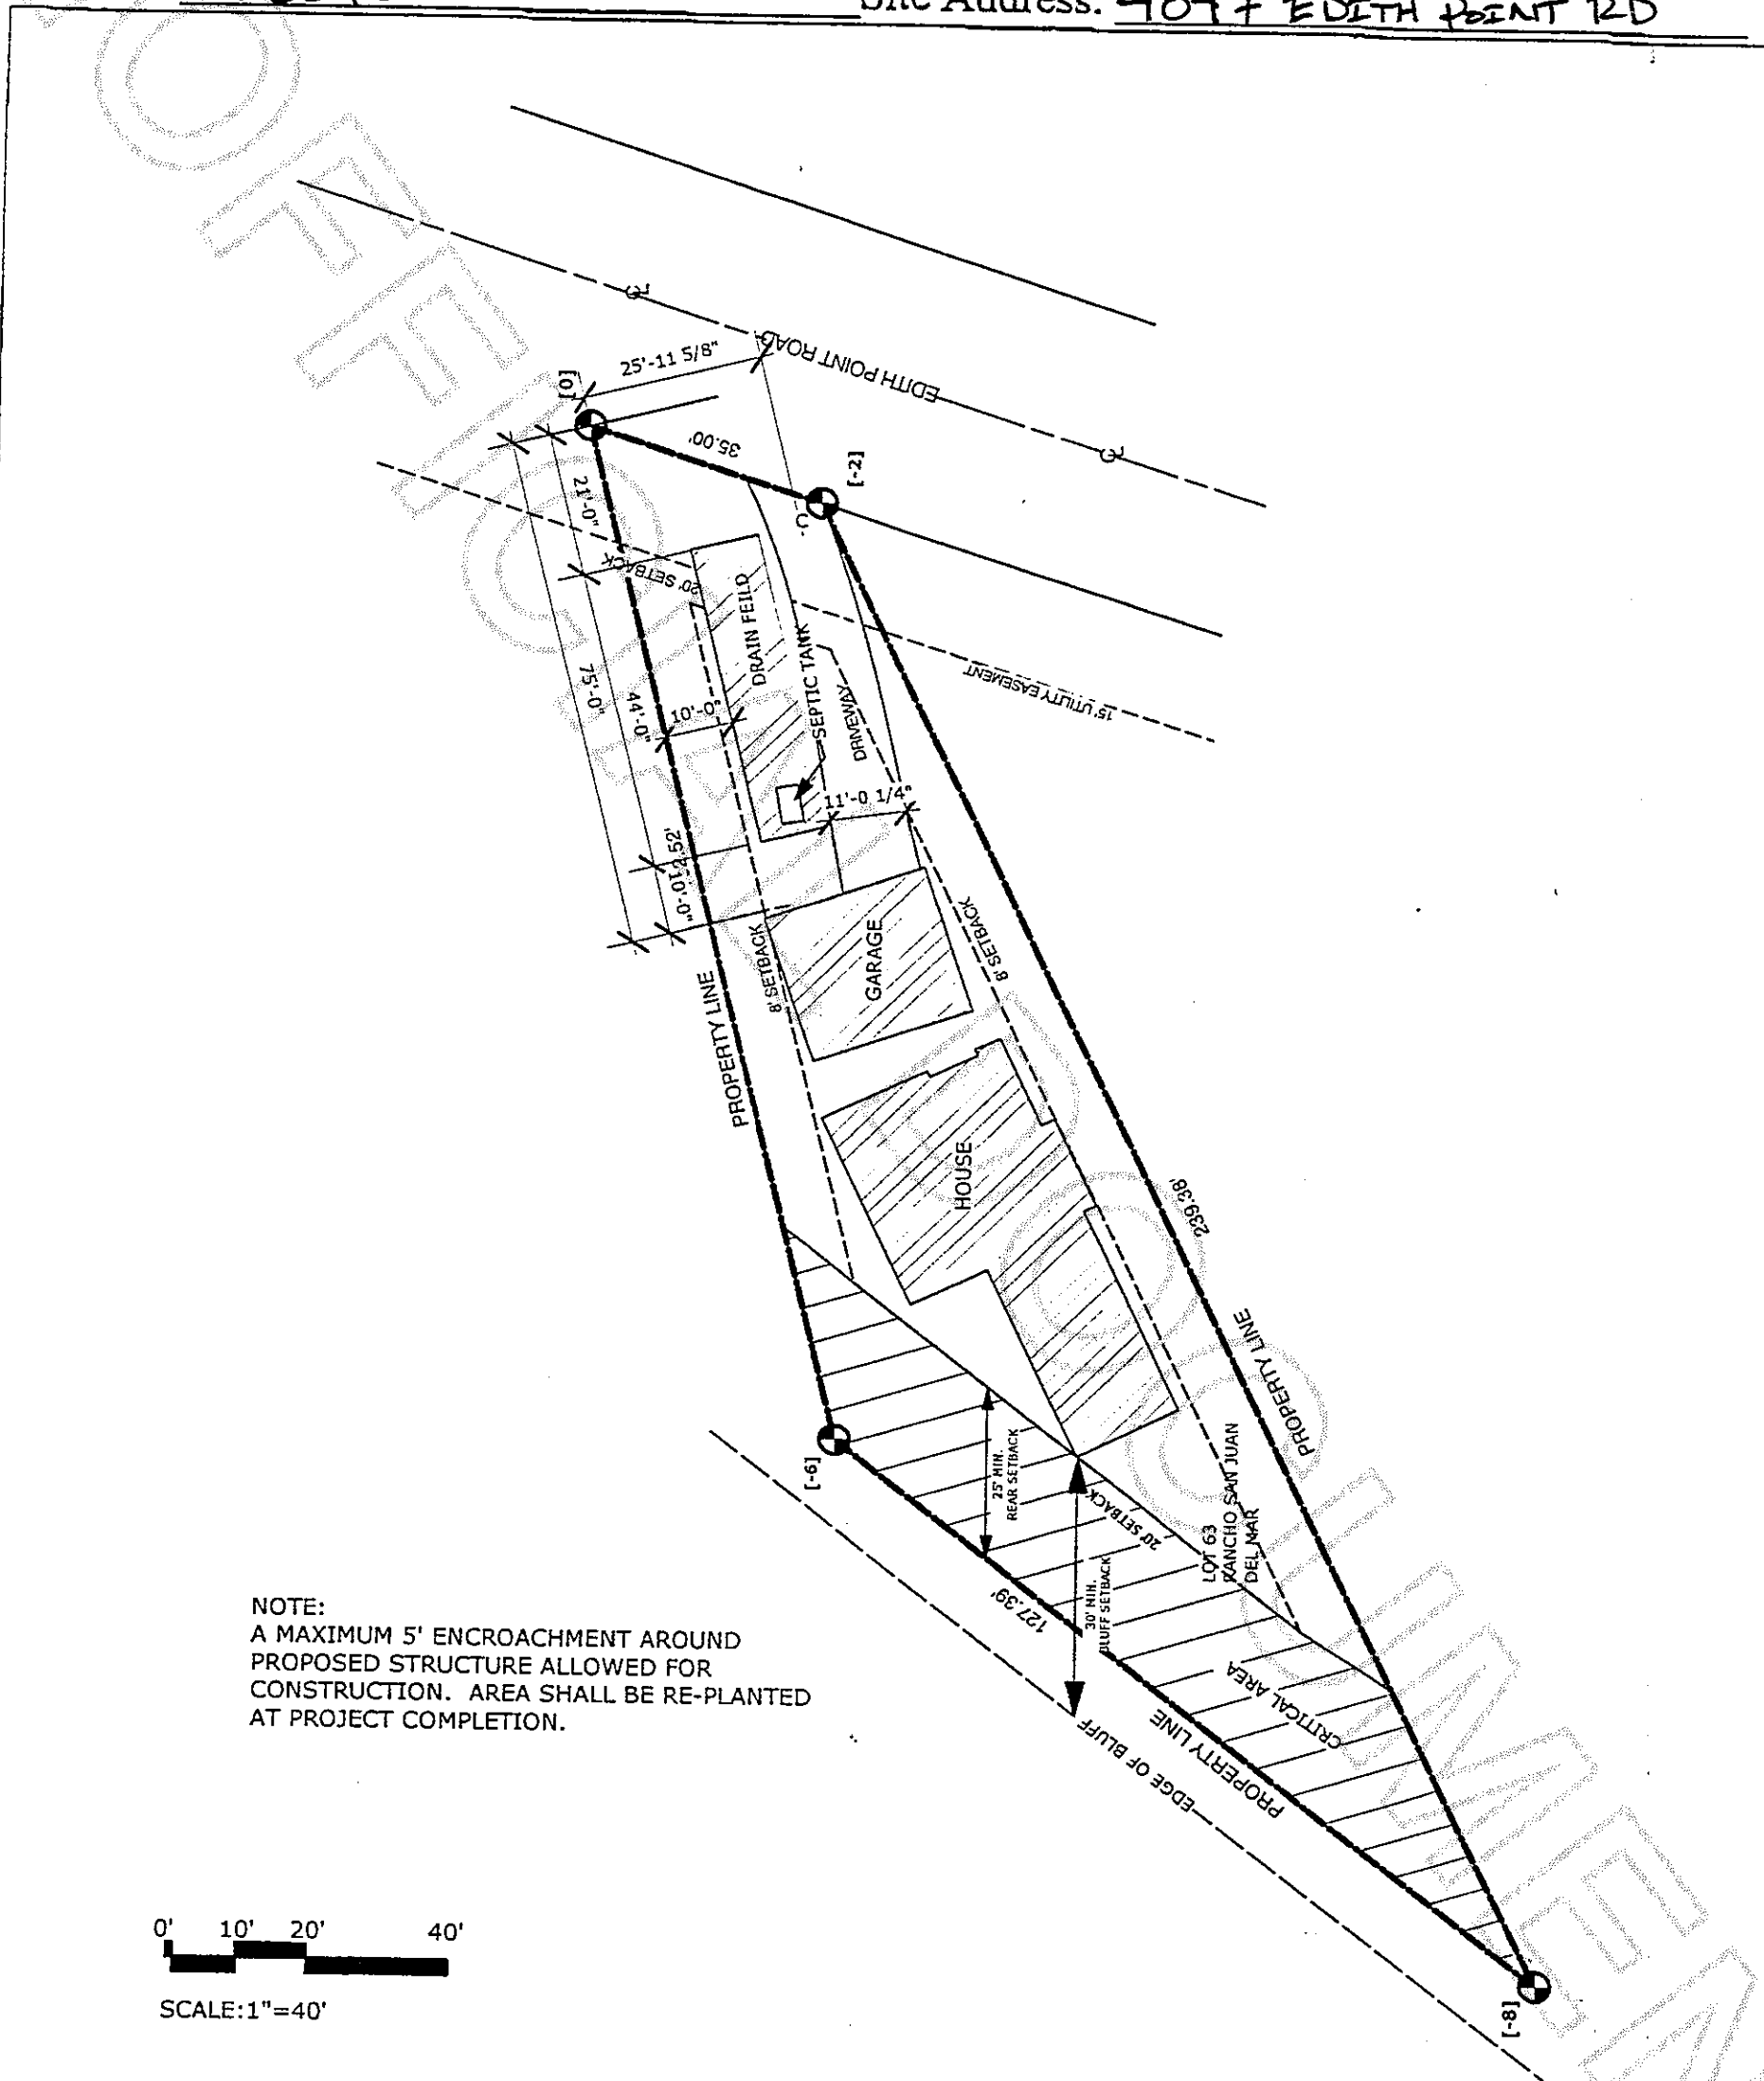 Site Address:
EDITH POINT RD
25'-11 5/8"
[0]
EDITH POINT ROAD
35.00'
[-2]
21'-0"
20' SETBACK
DRAIN FEILD
SEPTIC TANK
DRIVEWAY
15' UTILITY EASEMENT
75'-0"
44'-0"
10'-0"
11'-0 1/4"
8' SETBACK
8' SETBACK
GARAGE
PROPERTY LINE
HOUSE
239.38'
PROPERTY LINE
[-6]
25' MIN.
REAR SETBACK
20' SETBACK
LOT 63
RANCHO SAN JUAN
DEL MAR
127.39'
30' MIN.
BLUFF SETBACK
CRITICAL AREA
PROPERTY LINE
EDGE OF BLUFF
[-8]
NOTE:
A MAXIMUM 5' ENCROACHMENT AROUND
PROPOSED STRUCTURE ALLOWED FOR
CONSTRUCTION. AREA SHALL BE RE-PLANTED
AT PROJECT COMPLETION.
0' 10' 20' 40'
SCALE:1"=40'